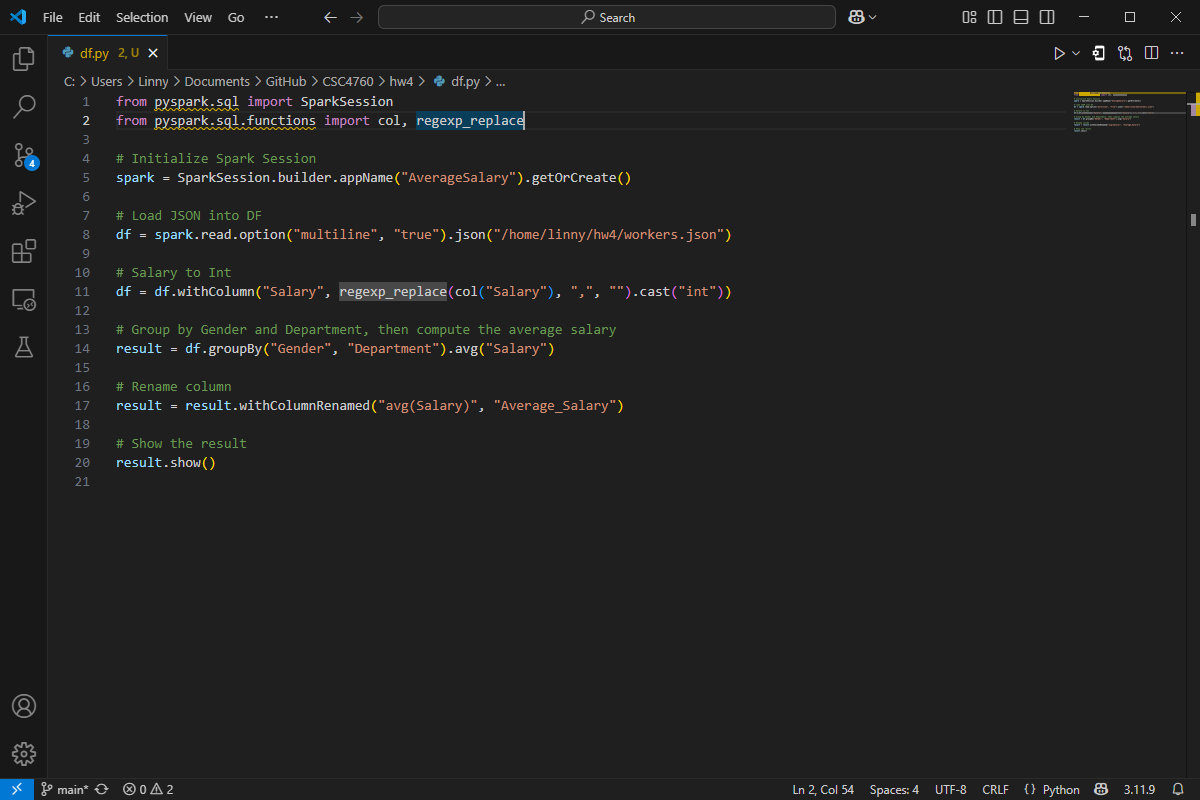 File Edit Selection View Go ··· Search
df.py 2, U
C: > Users > Linny > Documents > GitHub > CSC4760 > hw4 > df.py > ...
1 from pyspark.sql import SparkSession
2 from pyspark.sql.functions import col, regexp_replace
3
4 # Initialize Spark Session
5 spark = SparkSession.builder.appName("AverageSalary").getOrCreate()
6
7 # Load JSON into DF
8 df = spark.read.option("multiline", "true").json("/home/linny/hw4/workers.json")
9
10 # Salary to Int
11 df = df.withColumn("Salary", regexp_replace(col("Salary"), ",", "").cast("int"))
12
13 # Group by Gender and Department, then compute the average salary
14 result = df.groupBy("Gender", "Department").avg("Salary")
15
16 # Rename column
17 result = result.withColumnRenamed("avg(Salary)", "Average_Salary")
18
19 # Show the result
20 result.show()
21
4
main* 0 2 Ln 2, Col 54 Spaces: 4 UTF-8 CRLF { } Python 3.11.9